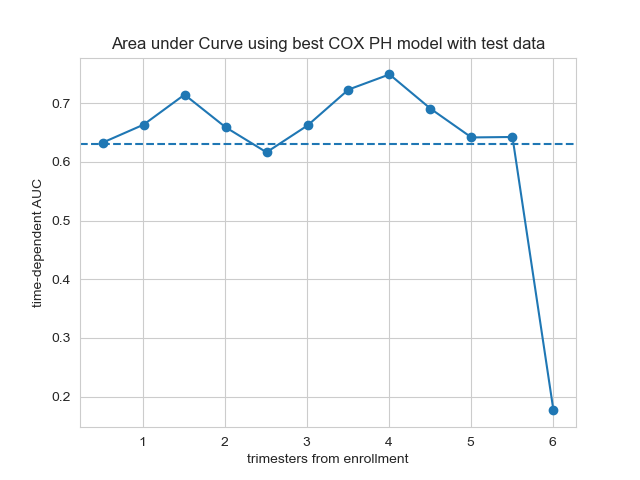 Area under Curve using best COX PH model with test data
time-dependent AUC
0.7
0.6
0.5
0.4
0.3
0.2
1 2 3 4 5 6
trimesters from enrollment